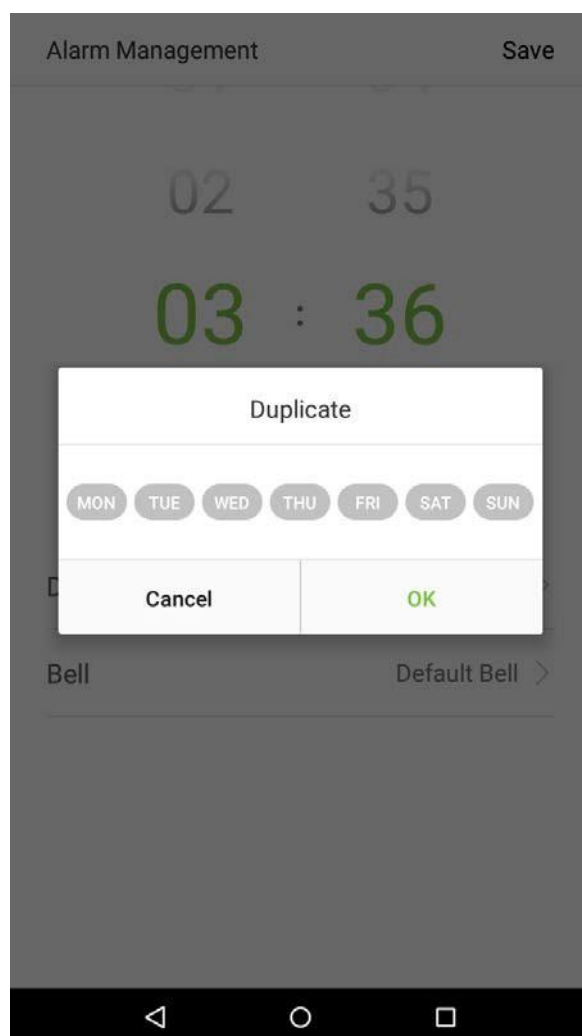 Alarm Management Save
02 35
03 : 36
Duplicate
MON TUE WED THU FRI SAT SUN
Cancel OK
Bell Default Bell